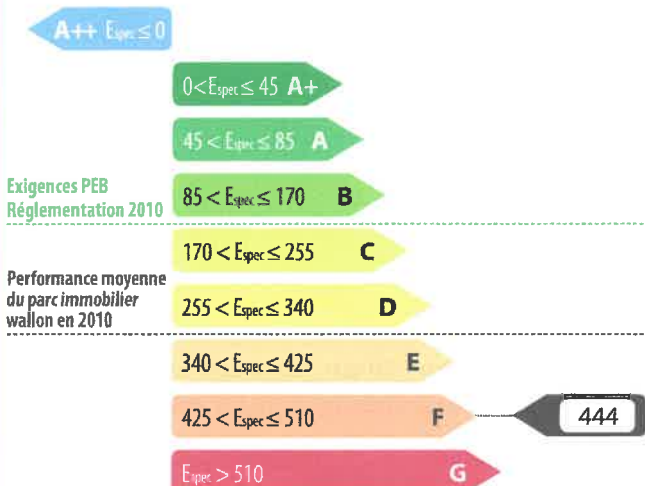 A++ Espec ≤ 0
0 < Espec ≤ 45 A+
45 < Espec ≤ 85 A
Exigences PEB
Réglementation 2010
85 < Espec ≤ 170 B
170 < Espec ≤ 255 C
Performance moyenne
du parc immobilier
wallon en 2010
255 < Espec ≤ 340 D
340 < Espec ≤ 425 E
425 < Espec ≤ 510 F
444
Espec > 510 G